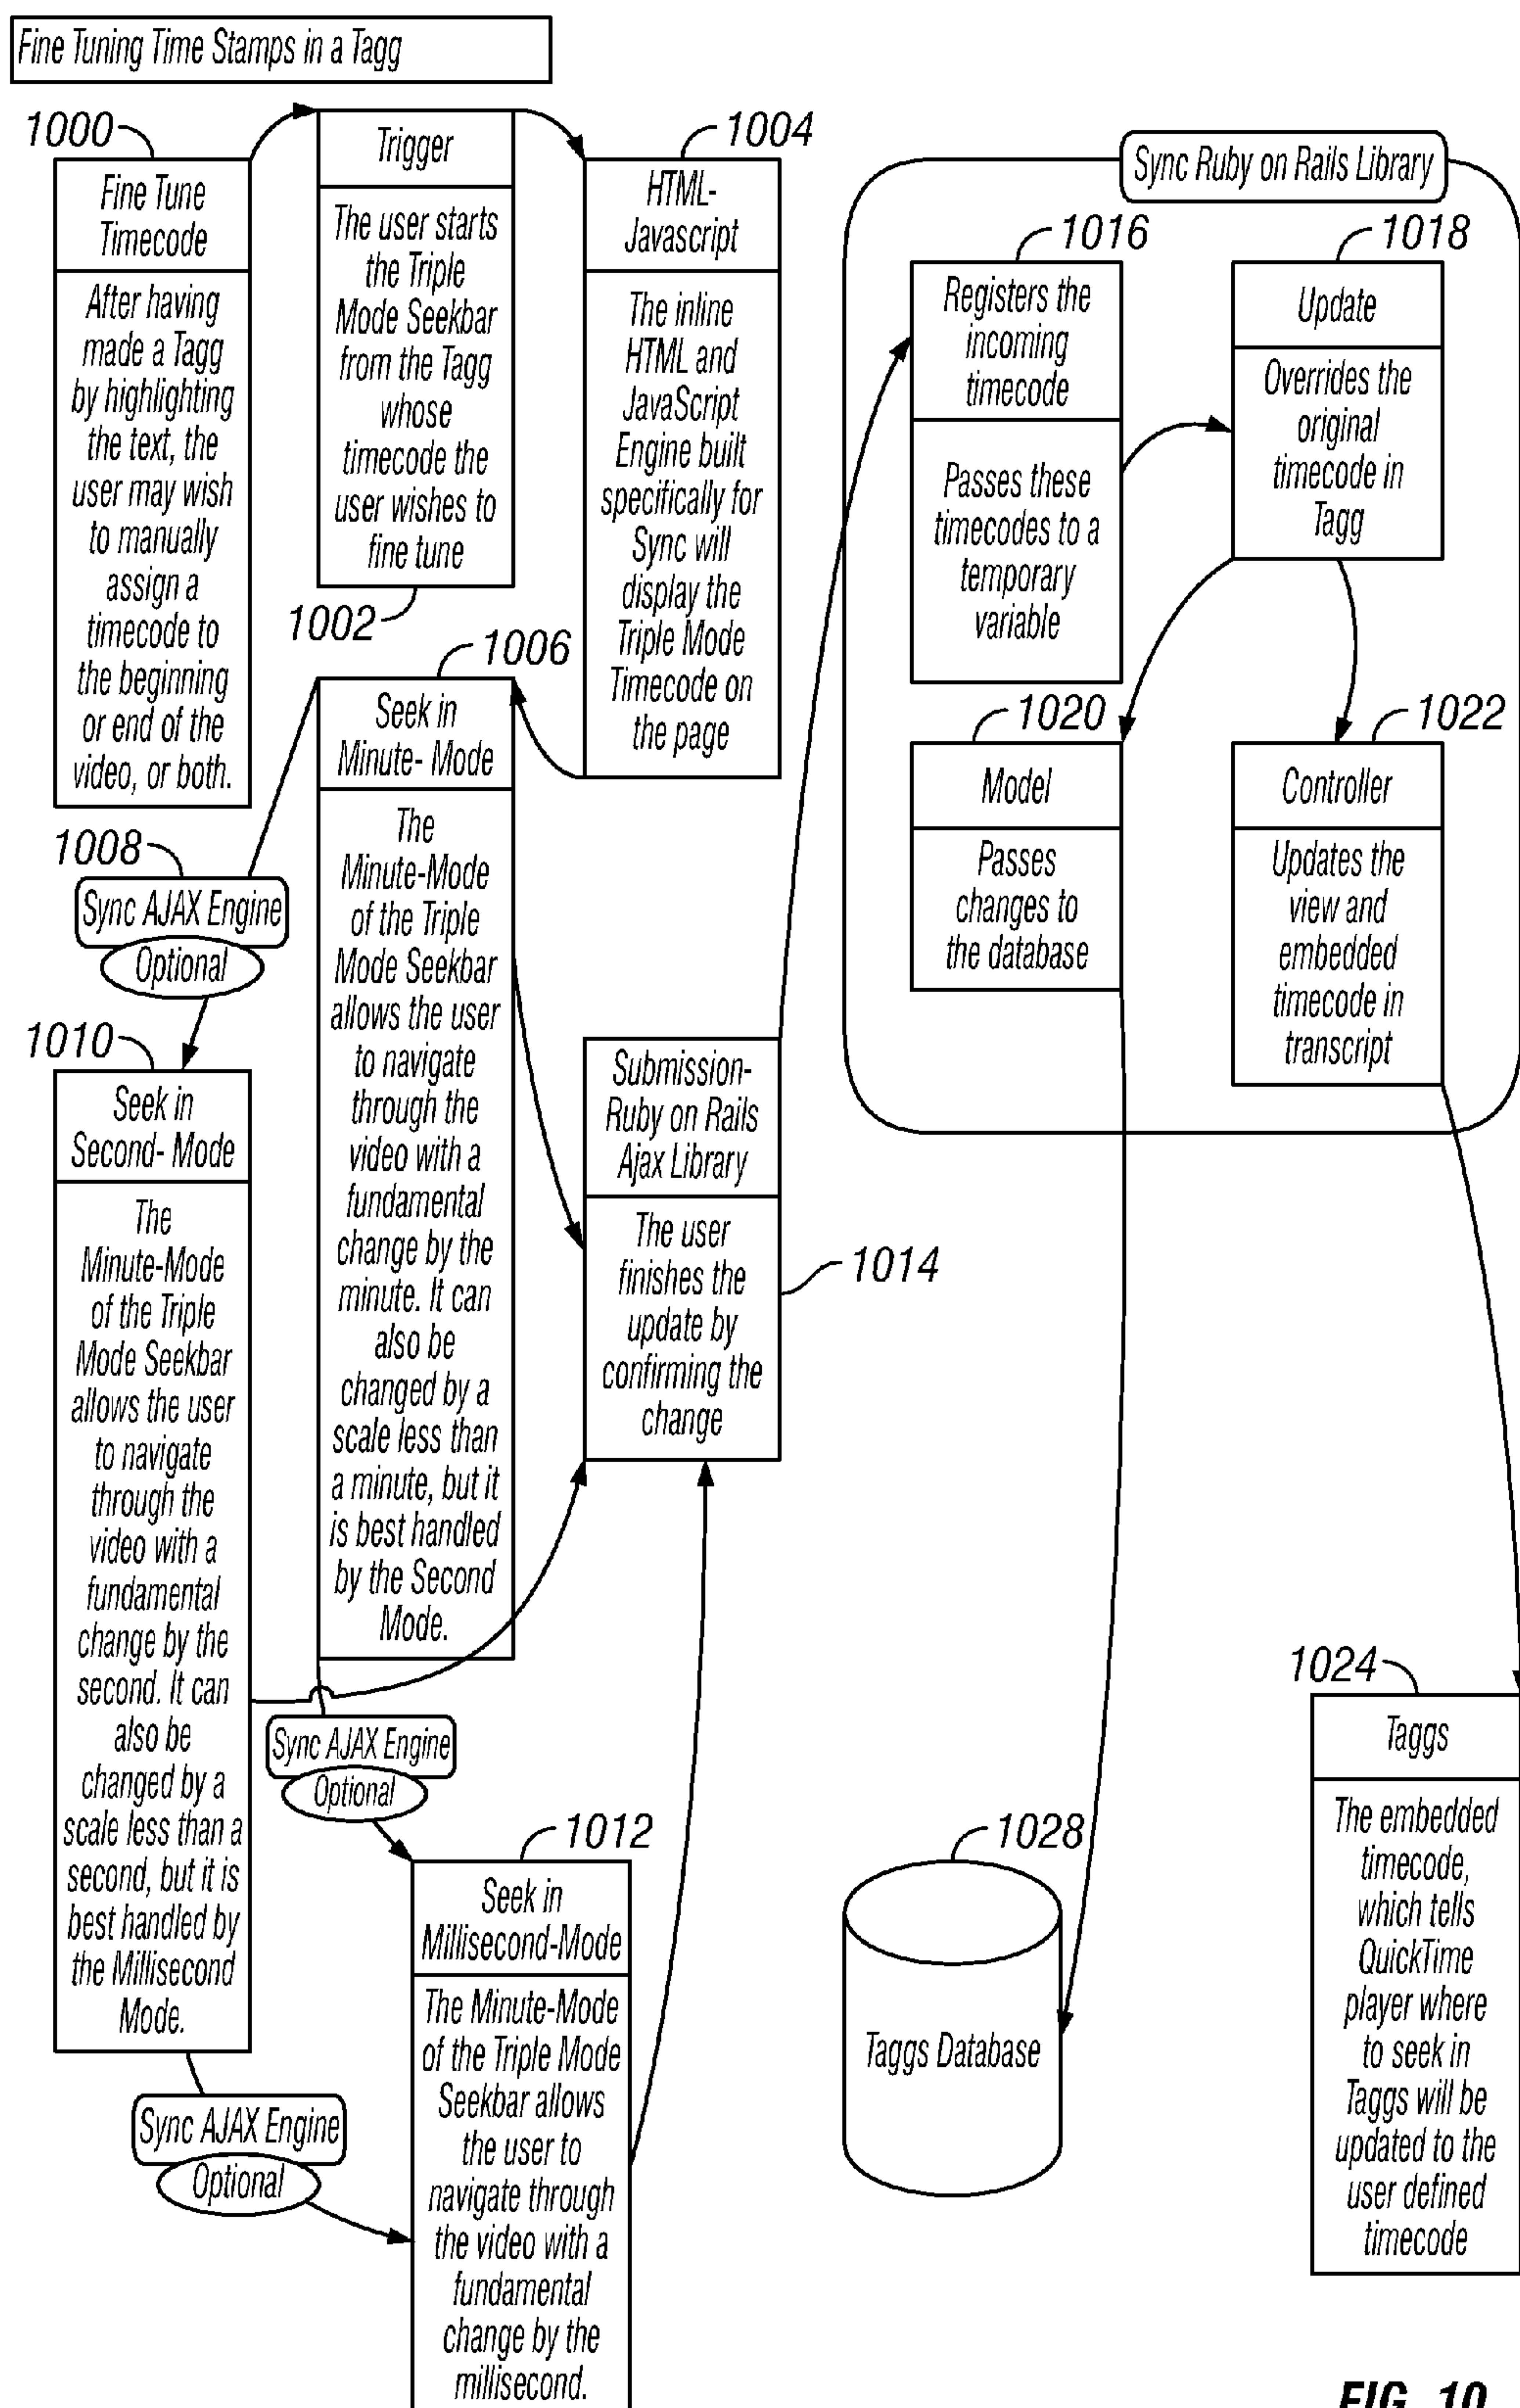 Fine Tuning Time Stamps in a Tagg
1000
Fine Tune
Timecode
After having
made a Tagg
by highlighting
the text, the
user may wish
to manually
assign a
timecode to
the beginning
or end of the
video, or both.
Trigger
The user starts
the Triple
Mode Seekbar
from the Tagg
whose
timecode the
user wishes to
fine tune
1002
1004
HTML-
Javascript
The inline
HTML and
JavaScript
Engine built
specifically for
Sync will
display the
Triple Mode
Timecode on
the page
1006
Seek in
Minute- Mode
The
Minute-Mode
of the Triple
Mode Seekbar
allows the user
to navigate
through the
video with a
fundamental
change by the
minute. It can
also be
changed by a
scale less than
a minute, but it
is best handled
by the Second
Mode.
1008
Sync AJAX Engine
Optional
1010
Seek in
Second- Mode
The
Minute-Mode
of the Triple
Mode Seekbar
allows the user
to navigate
through the
video with a
fundamental
change by the
second. It can
also be
changed by a
scale less than a
second, but it is
best handled by
the Millisecond
Mode.
Sync AJAX Engine
Optional
Sync AJAX Engine
Optional
1012
Seek in
Millisecond-Mode
The Minute-Mode
of the Triple Mode
Seekbar allows
the user to
navigate through
the video with a
fundamental
change by the
millisecond.
Submission-
Ruby on Rails
Ajax Library
The user
finishes the
update by
confirming the
change
1014
Sync Ruby on Rails Library
1016
Registers the
incoming
timecode
Passes these
timecodes to a
temporary
variable
1018
Update
Overrides the
original
timecode in
Tagg
1020
Model
Passes
changes to
the database
1022
Controller
Updates the
view and
embedded
timecode in
transcript
1028
Taggs Database
1024
Taggs
The embedded
timecode,
which tells
QuickTime
player where
to seek in
Taggs will be
updated to the
user defined
timecode
FIG. 10